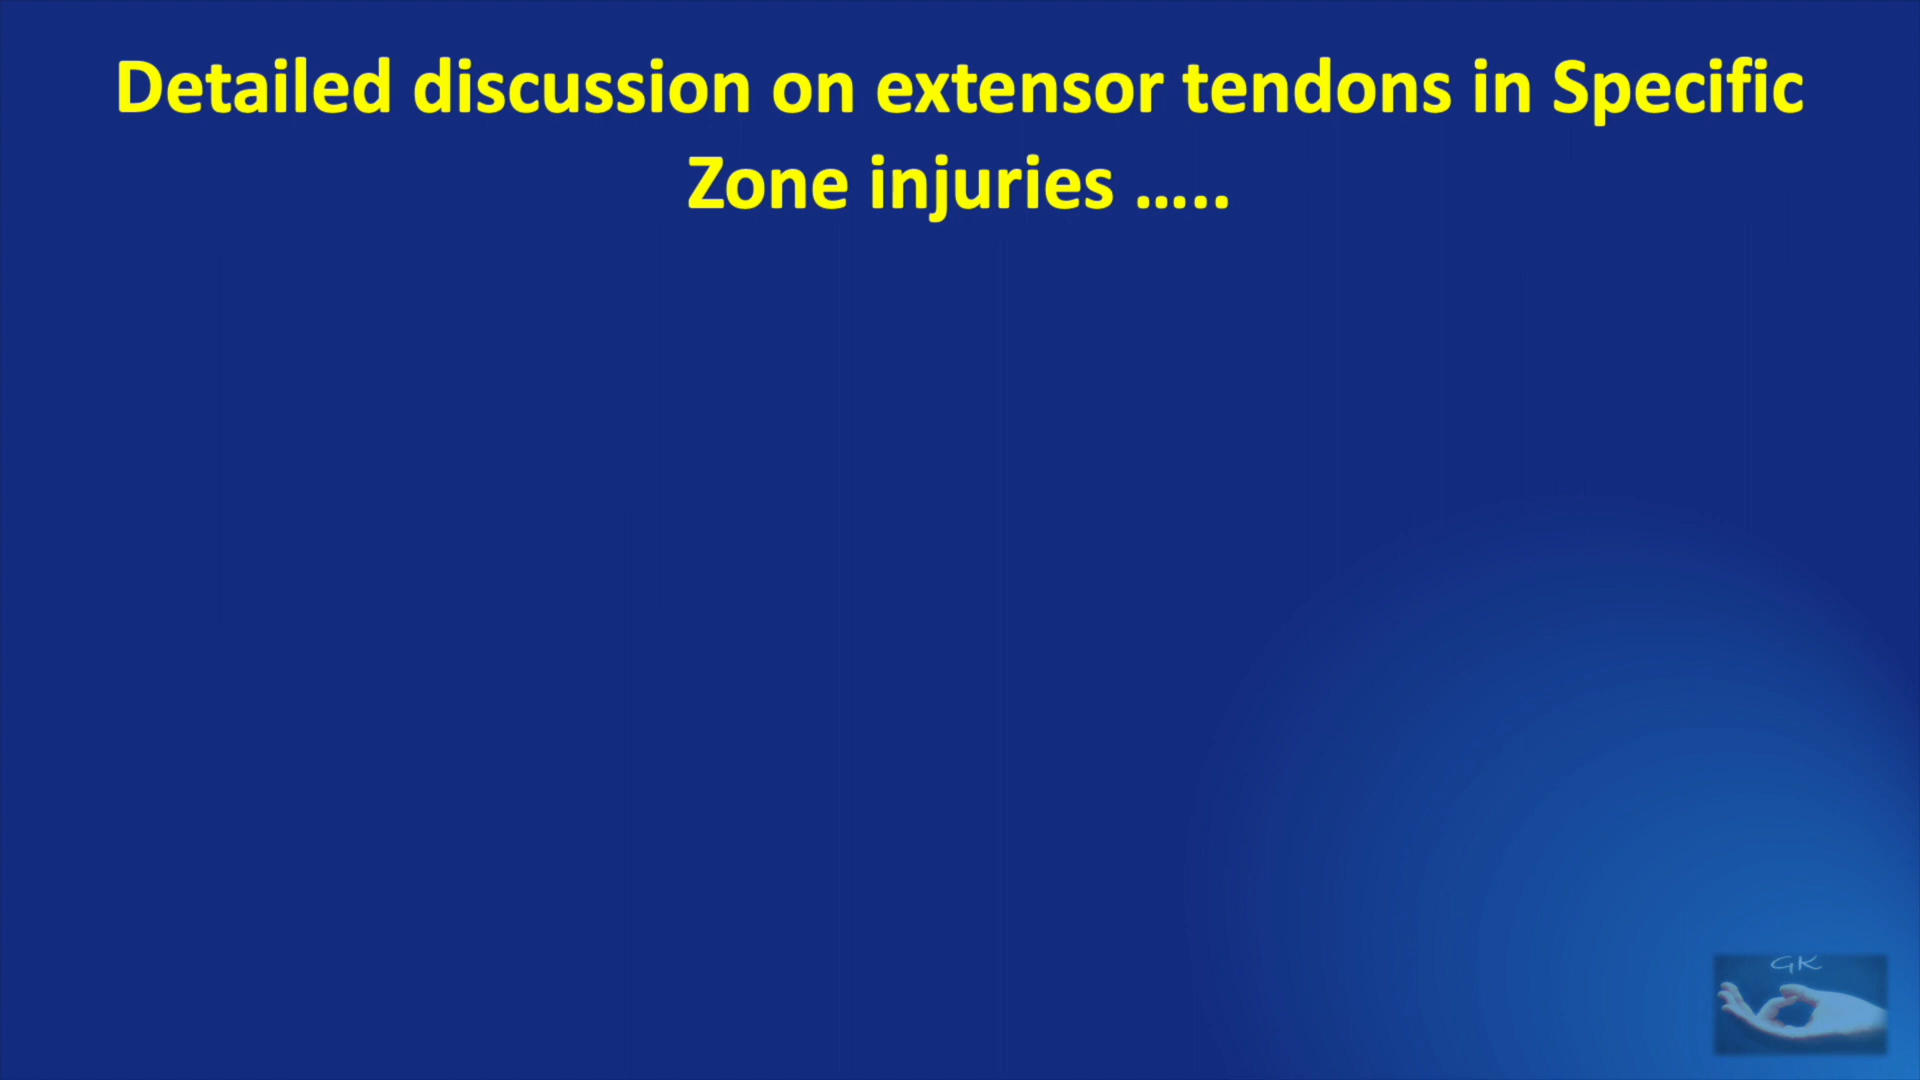 Detailed discussion on extensor tendons in Specific
Zone injuries .....
GK